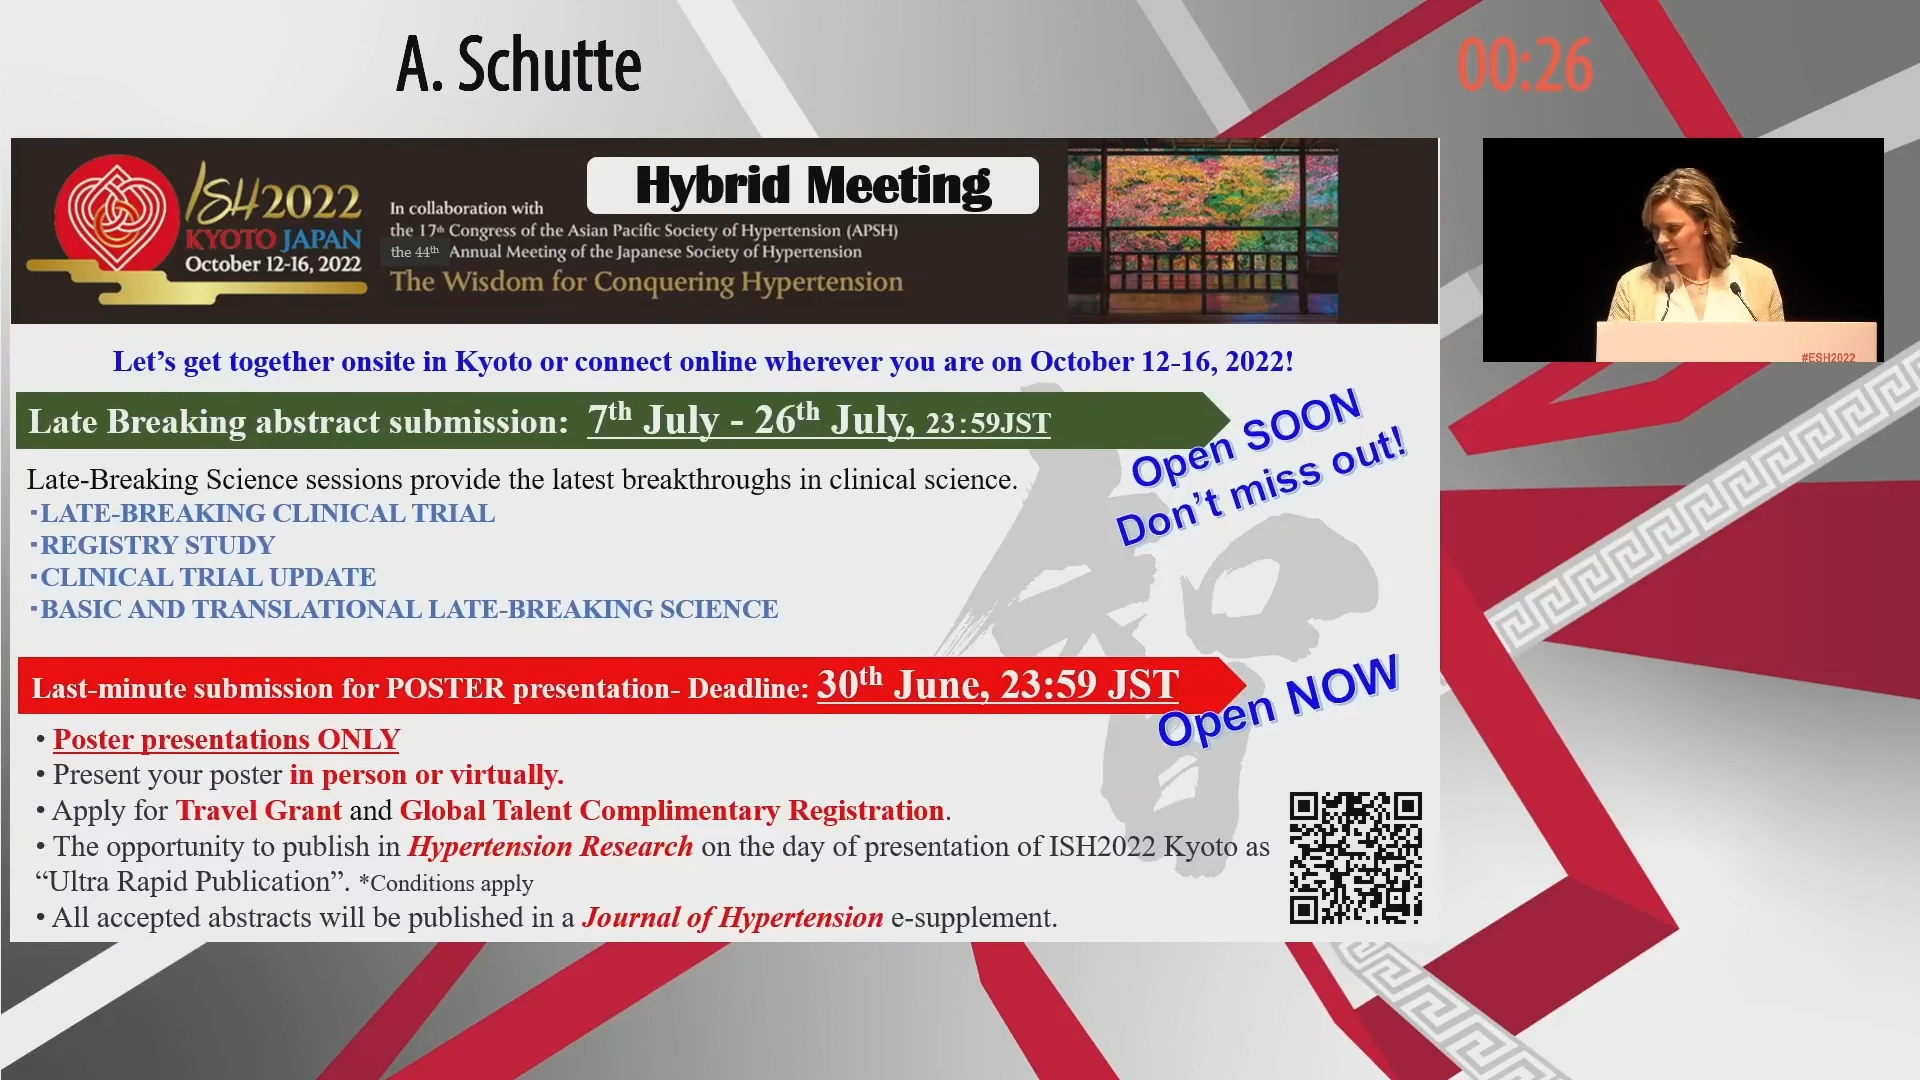 A. Schutte
00:26
ISH2022
KYOTO JAPAN
October 12-16, 2022
Hybrid Meeting
In collaboration with
the 17th Congress of the Asian Pacific Society of Hypertension (APSH)
the 44th Annual Meeting of the Japanese Society of Hypertension
The Wisdom for Conquering Hypertension
#ESH2022
Let’s get together onsite in Kyoto or connect online wherever you are on October 12-16, 2022!
Late Breaking abstract submission: 7th July - 26th July, 23:59JST
Open SOON
Don’t miss out!
Late-Breaking Science sessions provide the latest breakthroughs in clinical science.
・LATE-BREAKING CLINICAL TRIAL
・REGISTRY STUDY
・CLINICAL TRIAL UPDATE
・BASIC AND TRANSLATIONAL LATE-BREAKING SCIENCE
智
Last-minute submission for POSTER presentation- Deadline: 30th June, 23:59 JST
Open NOW
• Poster presentations ONLY
• Present your poster in person or virtually.
• Apply for Travel Grant and Global Talent Complimentary Registration.
• The opportunity to publish in Hypertension Research on the day of presentation of ISH2022 Kyoto as
“Ultra Rapid Publication”. *Conditions apply
• All accepted abstracts will be published in a Journal of Hypertension e-supplement.